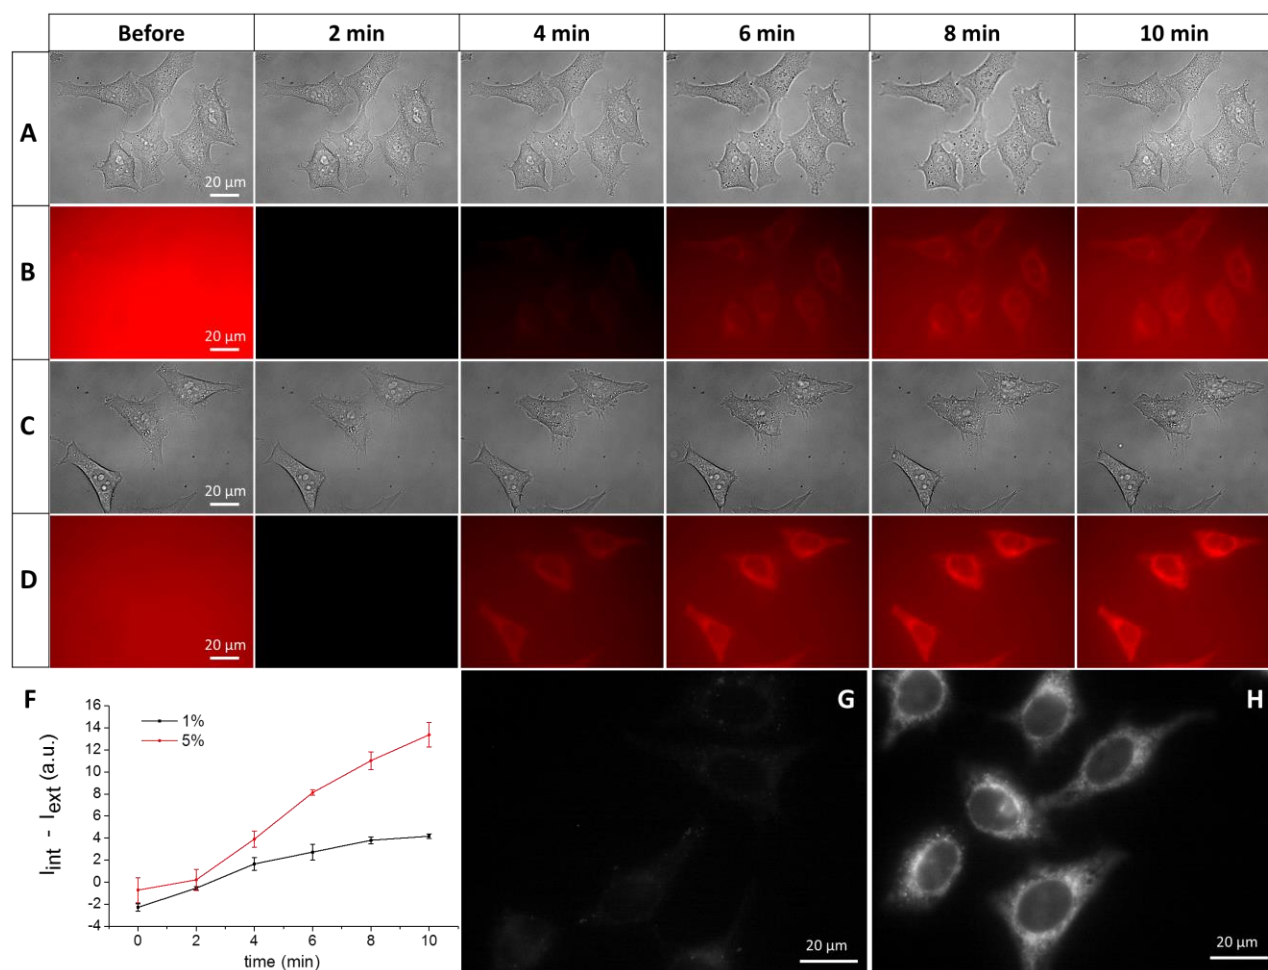 Before 2 min 4 min 6 min 8 min 10 min
A
20 µm
B
20 µm
C
20 µm
D
20 µm
F
16
14
12
10
8
6
4
2
0
-2
-4
1%
5%
I_int - I_ext (a.u.)
0 2 4 6 8 10
time (min)
G
20 µm
H
20 µm